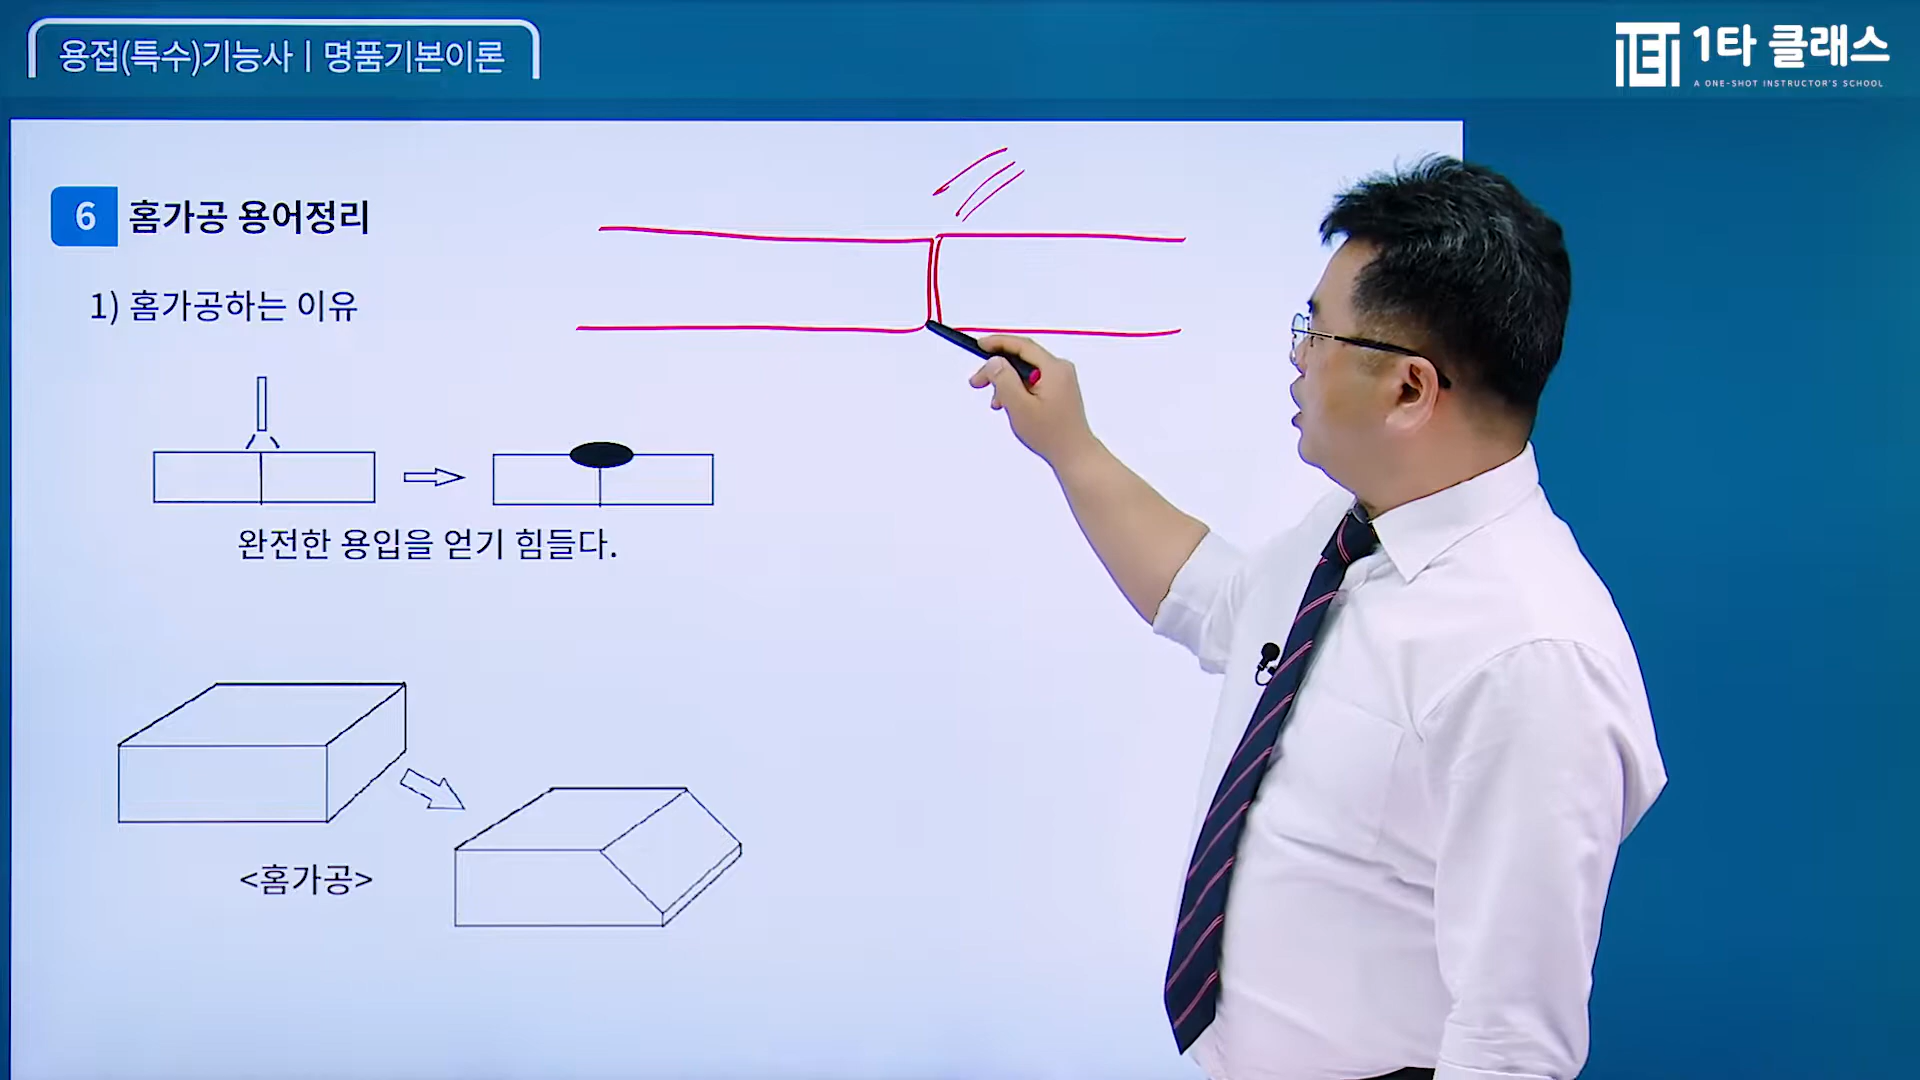 용접(특수)기능사 | 명품기본이론
1타 클래스
A ONE-SHOT INSTRUCTOR'S SCHOOL
6 홈가공 용어정리
1) 홈가공하는 이유
완전한 용입을 얻기 힘들다.
<홈가공>